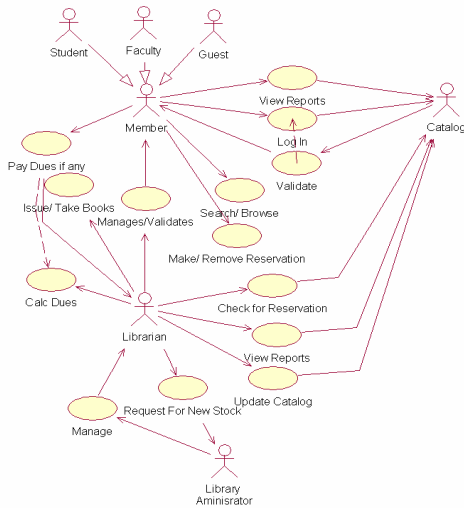 Student
Faculty
Guest
View Reports
Member
Catalog
Log In
Pay Dues if any
Validate
Issue/ Take Books
Manages/Validates
Search/ Browse
Make/ Remove Reservation
Calc Dues
Check for Reservation
Librarian
View Reports
Update Catalog
Request For New Stock
Manage
Library
Aminisrator